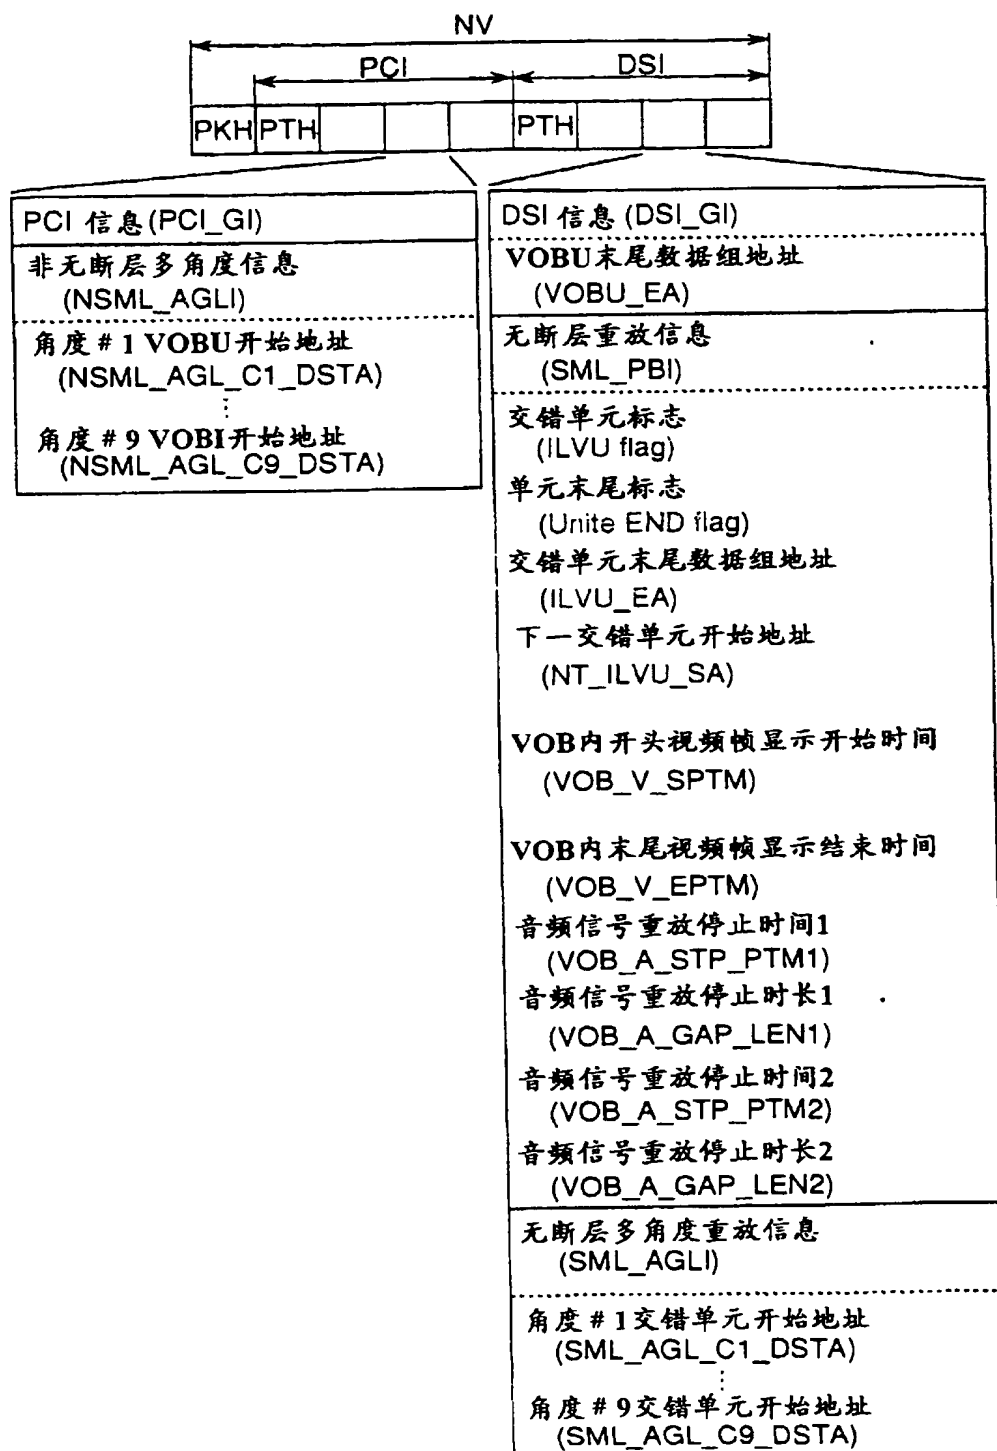 NV
PCI
DSI
PKH PTH PTH
PCI 信息(PCI_GI)
非无断层多角度信息
(NSML_AGLI)
角度#1 VOBU开始地址
(NSML_AGL_C1_DSTA)
角度#9 VOBI开始地址
(NSML_AGL_C9_DSTA)
DSI 信息(DSI_GI)
VOBU末尾数据组地址
(VOBU_EA)
无断层重放信息
(SML_PBI)
交错单元标志
(ILVU flag)
单元末尾标志
(Unite END flag)
交错单元末尾数据组地址
(ILVU_EA)
下一交错单元开始地址
(NT_ILVU_SA)
VOB内开头视频帧显示开始时间
(VOB_V_SPTM)
VOB内末尾视频帧显示结束时间
(VOB_V_EPTM)
音频信号重放停止时间1
(VOB_A_STP_PTM1)
音频信号重放停止时长1
(VOB_A_GAP_LEN1)
音频信号重放停止时间2
(VOB_A_STP_PTM2)
音频信号重放停止时长2
(VOB_A_GAP_LEN2)
无断层多角度重放信息
(SML_AGLI)
角度#1交错单元开始地址
(SML_AGL_C1_DSTA)
角度#9交错单元开始地址
(SML_AGL_C9_DSTA)